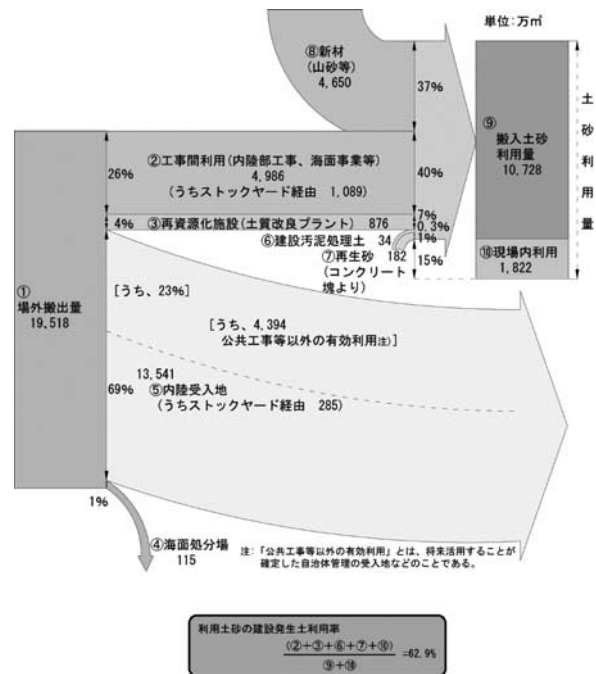 単位:万㎥
⑧新材
(山砂等)
4,650
37%
土砂利用量
⑨
搬入土砂
利用量
10,728
26%
②工事間利用(内陸部工事、海面事業等)
4,986
(うちストックヤード経由 1,089)
40%
4%
③再資源化施設(土質改良プラント) 876
7%
0.3%
⑥建設汚泥処理土 34
1%
⑦再生砂 182
(コンクリート
塊より)
15%
⑩現場内利用
1,822
①
場外搬出量
19,518
[うち、23%]
[うち、4,394
公共工事等以外の有効利用注)]
13,541
69%
⑤内陸受入地
(うちストックヤード経由 285)
1%
④海面処分場
115
注:「公共工事等以外の有効利用」とは、将来活用することが
確定した自治体管理の受入地などのことである。
利用土砂の建設発生土利用率
(②+③+⑥+⑦+⑩)
⑨+⑩
=62.9%